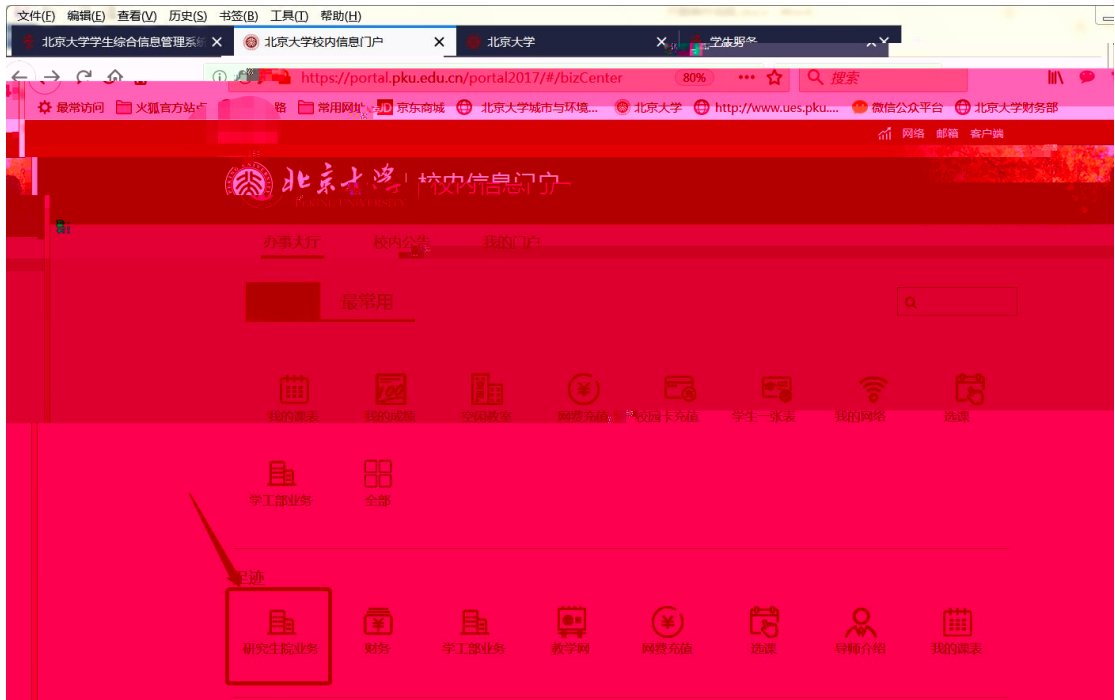 文件(F) 编辑(E) 查看(V) 历史(S) 书签(B) 工具(T) 帮助(H)
北京大学学生综合信息管理系统 北京大学校内信息门户 北京大学 学生服务
https://portal.pku.edu.cn/portal2017/#/bizCenter 80% 搜索
最常访问 火狐官方站点 常用网址 JD 京东商城 北京大学城市与环境... 北京大学 http://www.ues.pku.... 微信公众平台 北京大学财务部
网络 邮箱 客户端
北京大学 校内信息门户
PEKING UNIVERSITY
办事大厅 校内公告 我的门户
最常用
我的课表 我的成绩 空闲教室 网费充值 校园卡充值 学生一张表 我的网络 选课
学工部业务 全部
足迹
研究生院业务 财务 学工部业务 教学网 网费充值 选课 导师介绍 我的课表